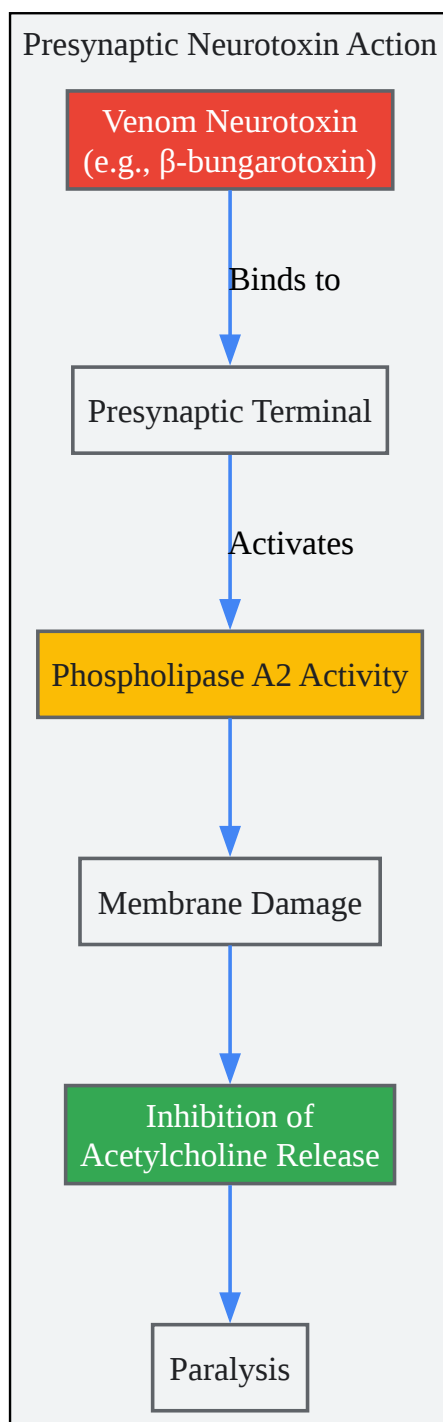 Presynaptic Neurotoxin Action
Venom Neurotoxin
(e.g., β-bungarotoxin)
Binds to
Presynaptic Terminal
Activates
Phospholipase A2 Activity
Membrane Damage
Inhibition of
Acetylcholine Release
Paralysis